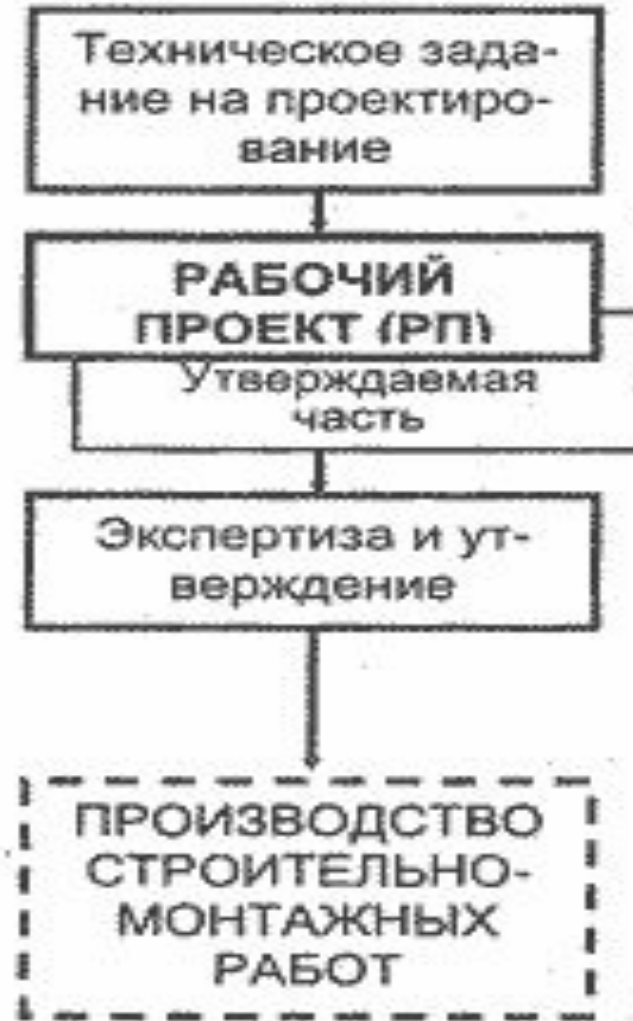 Техническое зада-
ние на проектиро-
вание
РАБОЧИЙ
ПРОЕКТ (РП)
Утверждаемая
часть
Экспертиза и ут-
верждение
ПРОИЗВОДСТВО
СТРОИТЕЛЬНО-
МОНТАЖНЫХ
РАБОТ